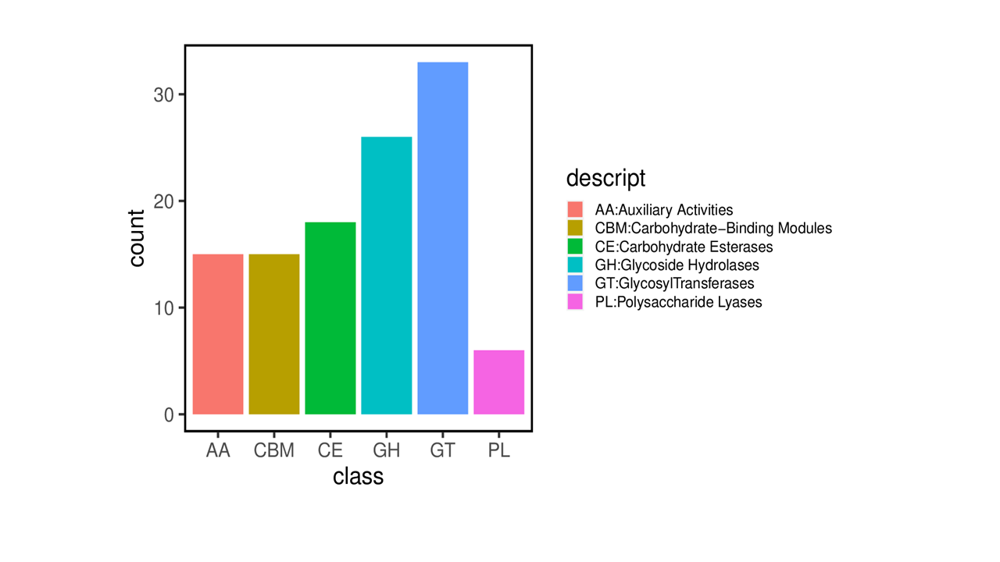 30
20
10
0
count
AA CBM CE GH GT PL
class
descript
AA:Auxiliary Activities
CBM:Carbohydrate−Binding Modules
CE:Carbohydrate Esterases
GH:Glycoside Hydrolases
GT:GlycosylTransferases
PL:Polysaccharide Lyases